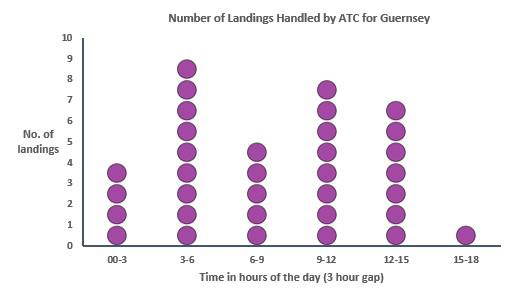 Number of Landings Handled by ATC for Guernsey
10
9
8
7
6
5
4
3
2
1
0
No. of
landings
00-3 3-6 6-9 9-12 12-15 15-18
Time in hours of the day (3 hour gap)